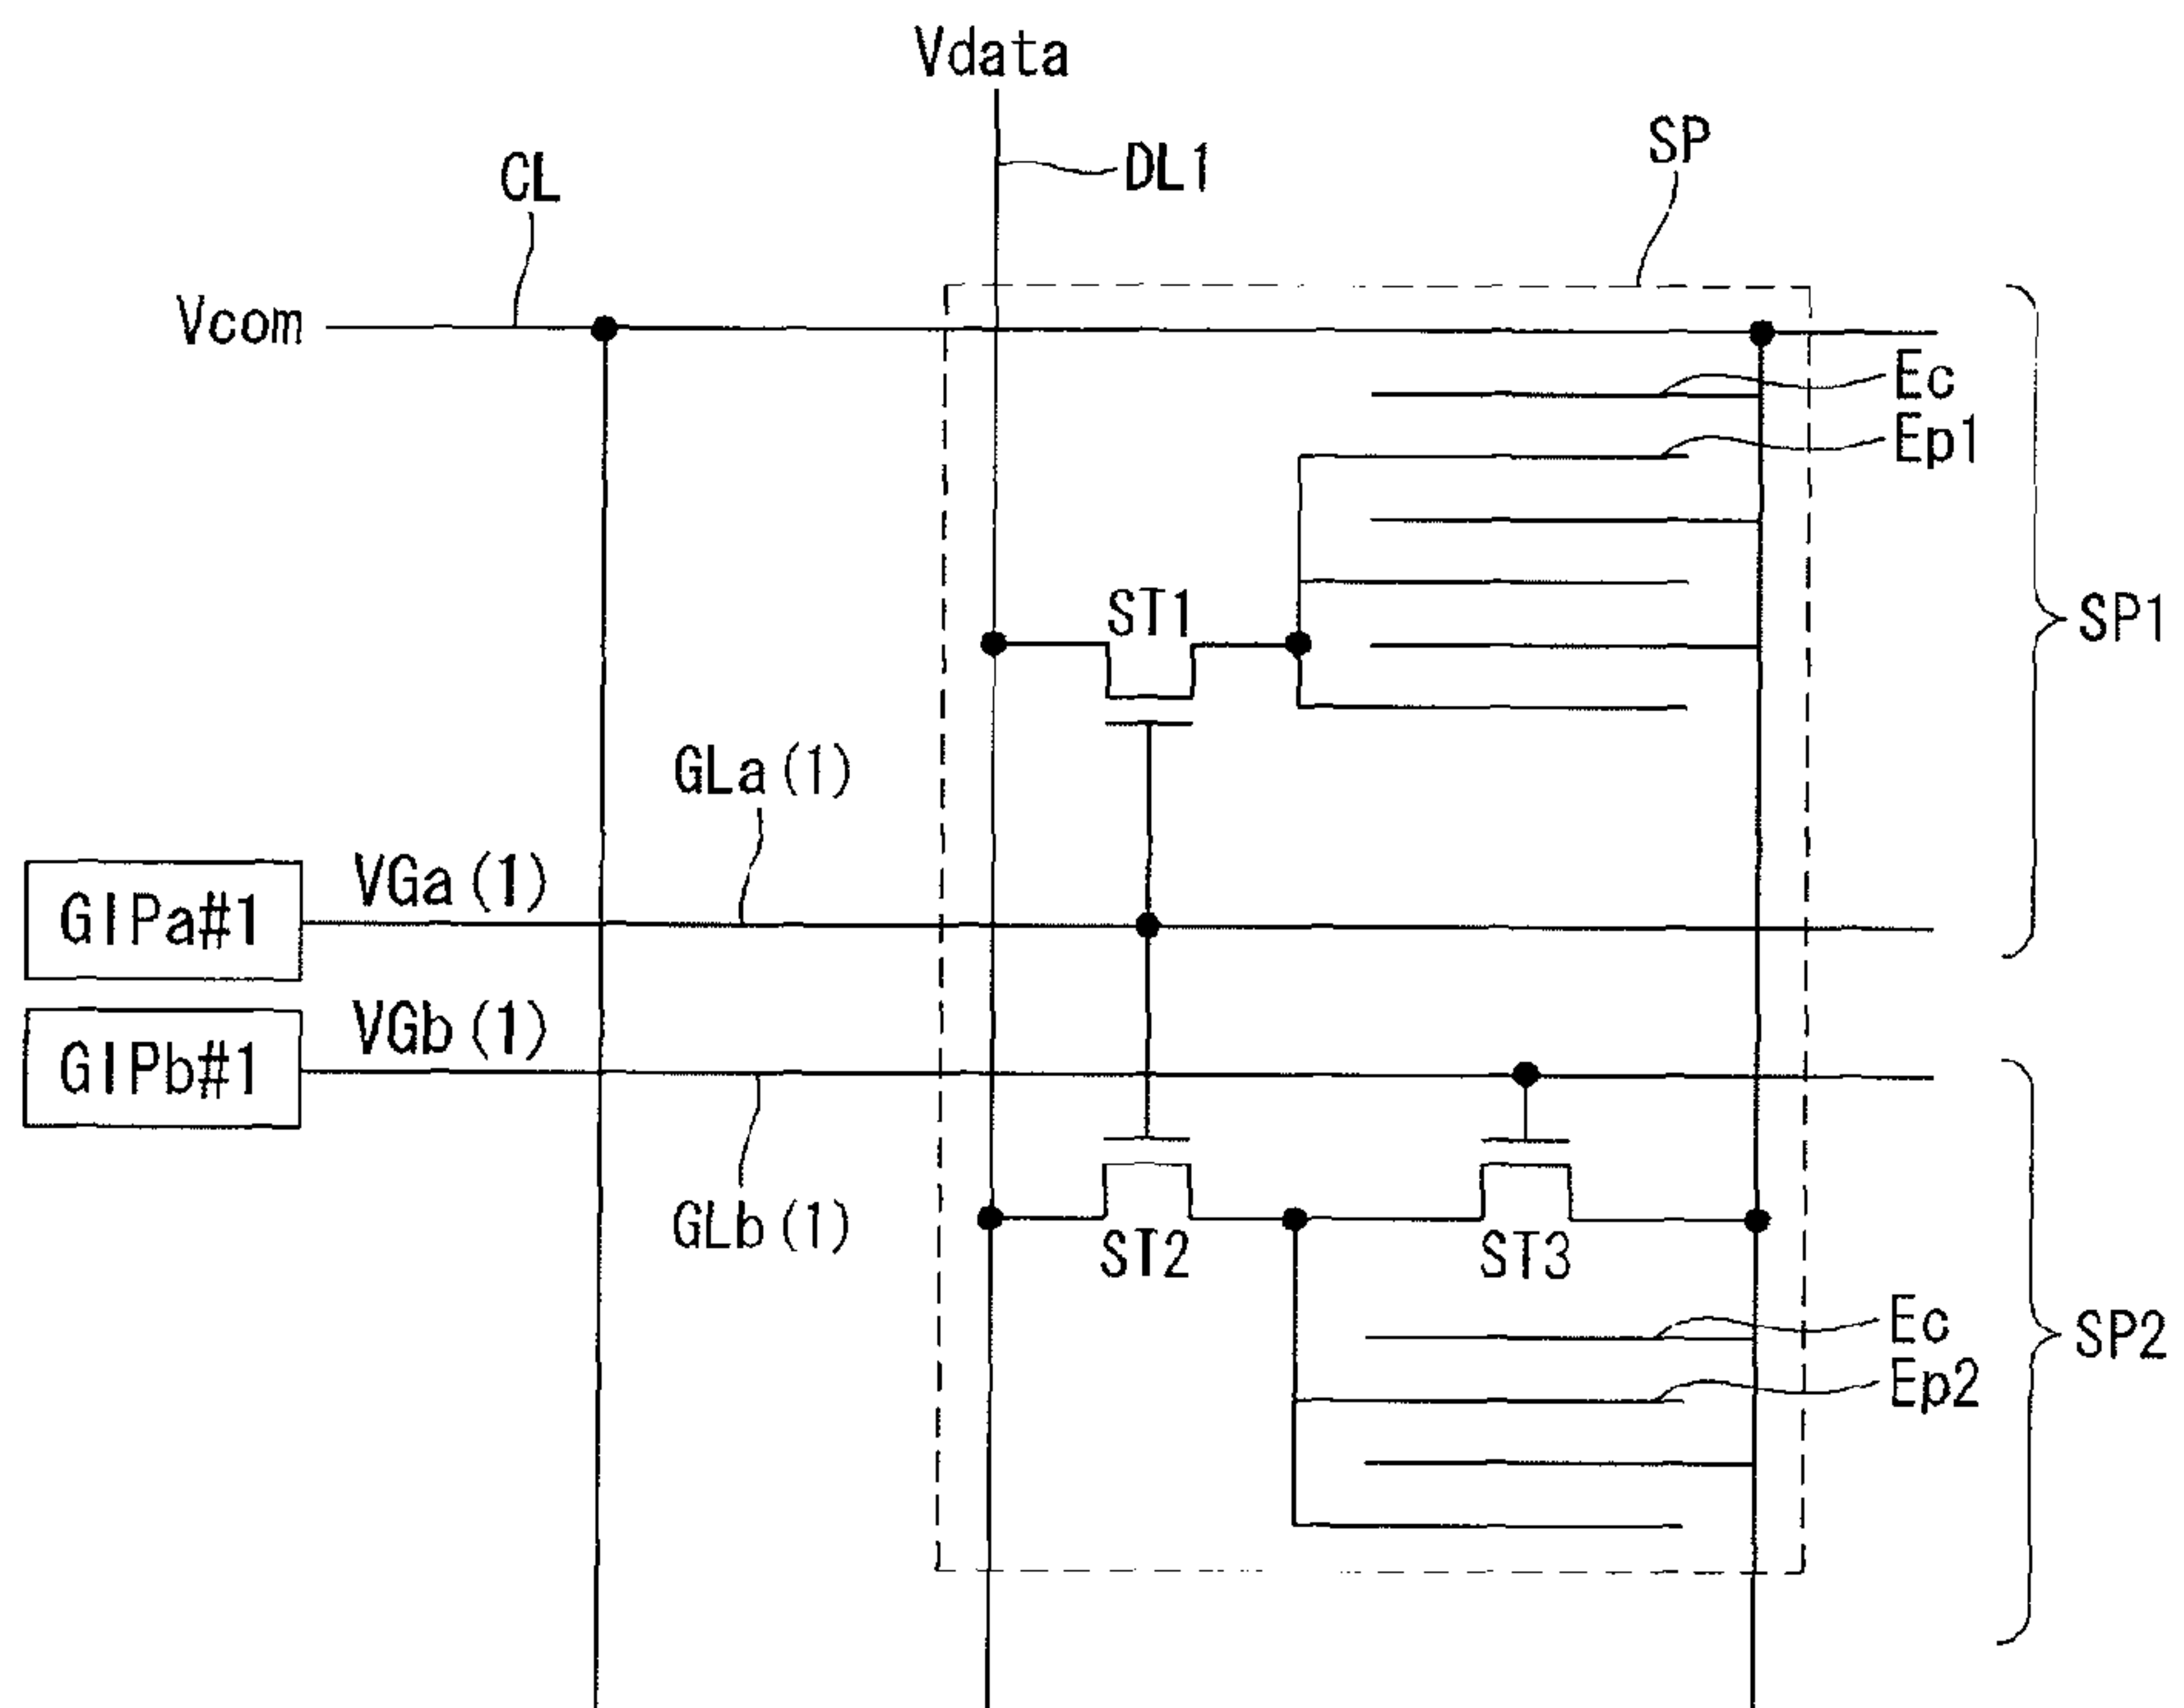 Vdata
SP
DL1
CL
Vcom
Ec
Ep1
ST1
SP1
GLa(1)
VGa(1)
GIPa#1
VGb(1)
GIPb#1
GLb(1)
ST2
ST3
Ec
SP2
Ep2